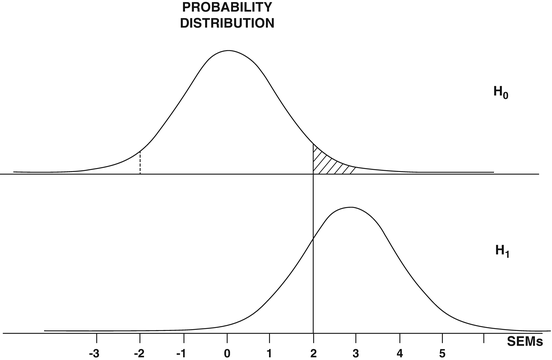 PROBABILITY
DISTRIBUTION
H0
H1
-3 -2 -1 0 1 2 3 4 5 SEMs